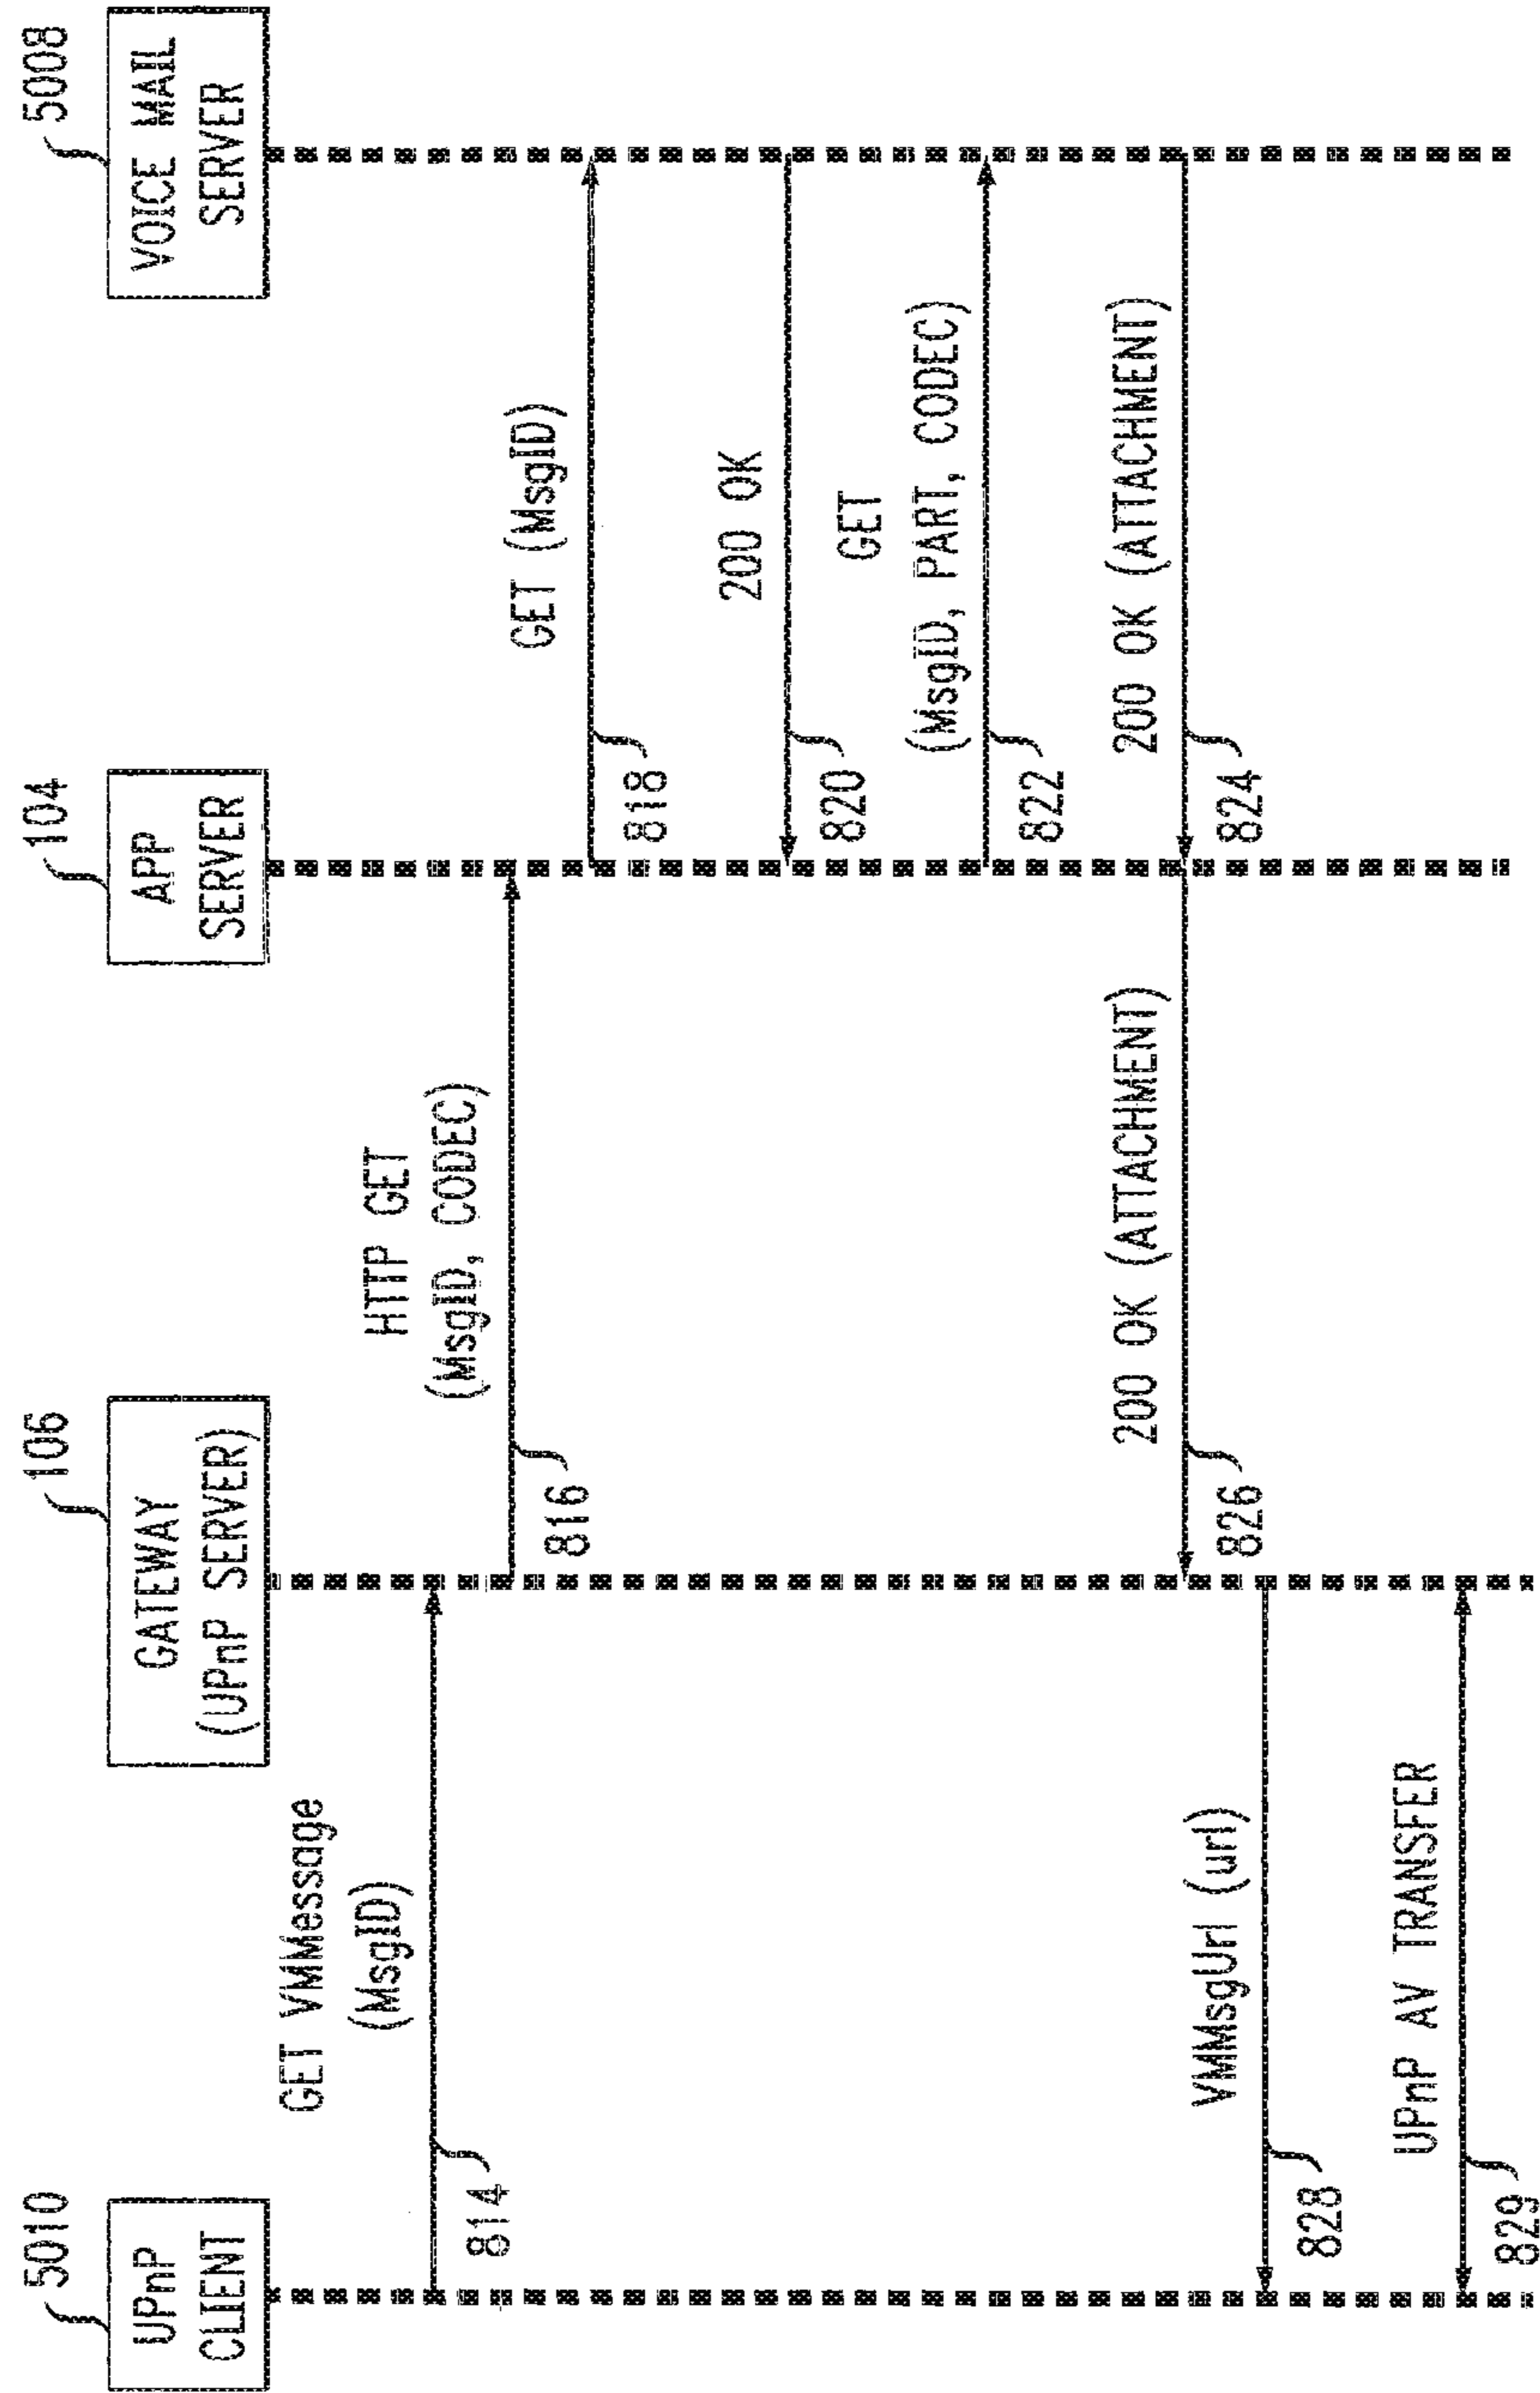 5010
UPnP
CLIENT
106
GATEWAY
(UPnP SERVER)
104
APP
SERVER
5008
VOICE MAIL
SERVER
GET VMMessage
(MsgID)
814
HTTP GET
(MsgID, CODEC)
816
GET (MsgID)
818
200 OK
820
GET
(MsgID, PART, CODEC)
822
200 OK (ATTACHMENT)
824
200 OK (ATTACHMENT)
826
VMMsgUrl (url)
828
UPnP AV TRANSFER
829